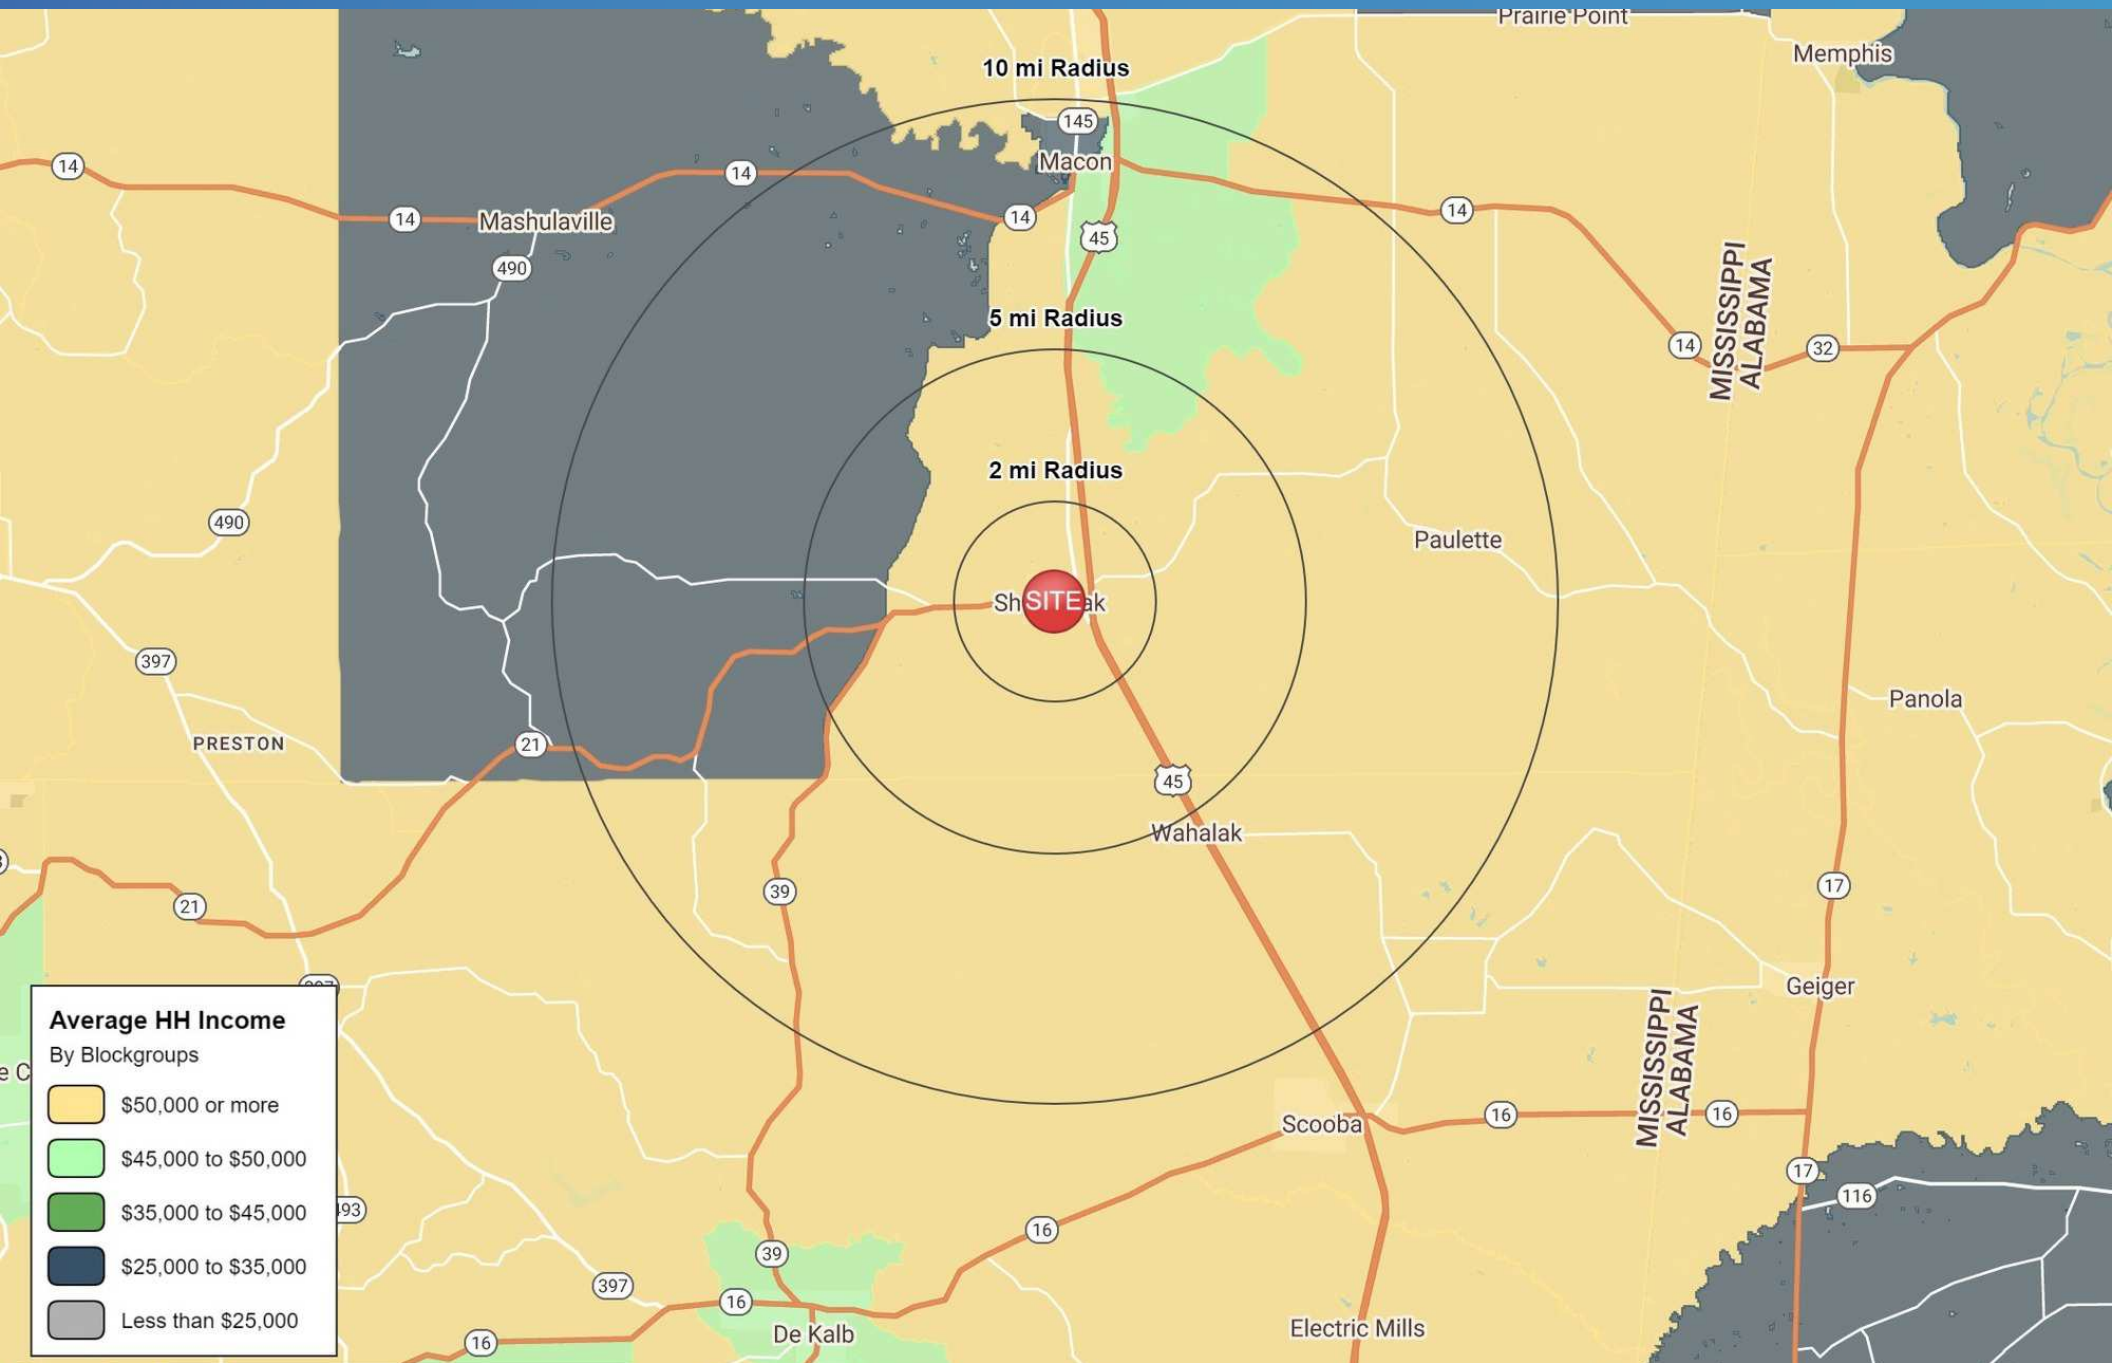 Prairie Point
Memphis
10 mi Radius
145
Macon
14
14
14
Mashulaville
14
14
45
490
MISSISSIPPI
ALABAMA
5 mi Radius
14
32
2 mi Radius
490
Paulette
Sh
SITE
ak
397
Panola
PRESTON
21
45
Wahalak
39
17
21
Geiger
MISSISSIPPI
ALABAMA
Average HH Income
By Blockgroups
$50,000 or more
$45,000 to $50,000
$35,000 to $45,000
$25,000 to $35,000
Less than $25,000
e C
Scooba
16
16
17
116
493
16
39
397
16
De Kalb
Electric Mills
16